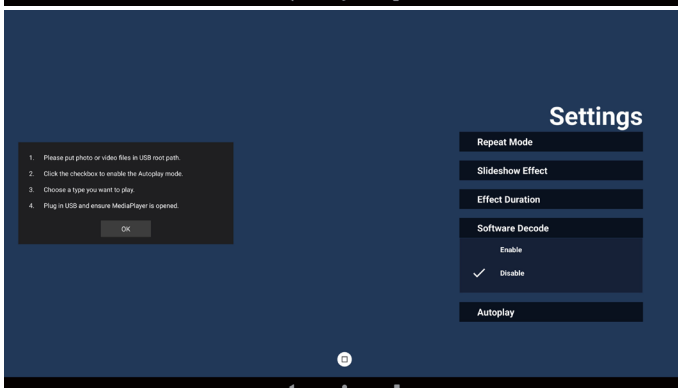 Settings
1. Please put photo or video files in USB root path.
2. Click the checkbox to enable the Autoplay mode.
3. Choose a type you want to play.
4. Plug in USB and ensure MediaPlayer is opened.
OK
Repeat Mode
Slideshow Effect
Effect Duration
Software Decode
Enable
Disable
Autoplay